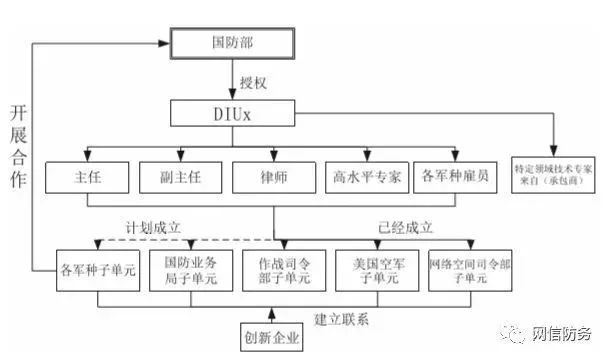 国防部
授权
DIUx
开展合作
主任
副主任
律师
高水平专家
各军种雇员
特定领域技术专家
来自（承包商）
计划成立
已经成立
各军种子单元
国防业务
局子单元
作战司令
部子单元
美国空军
子单元
网络空间司令部
子单元
建立联系
创新企业
网信防务